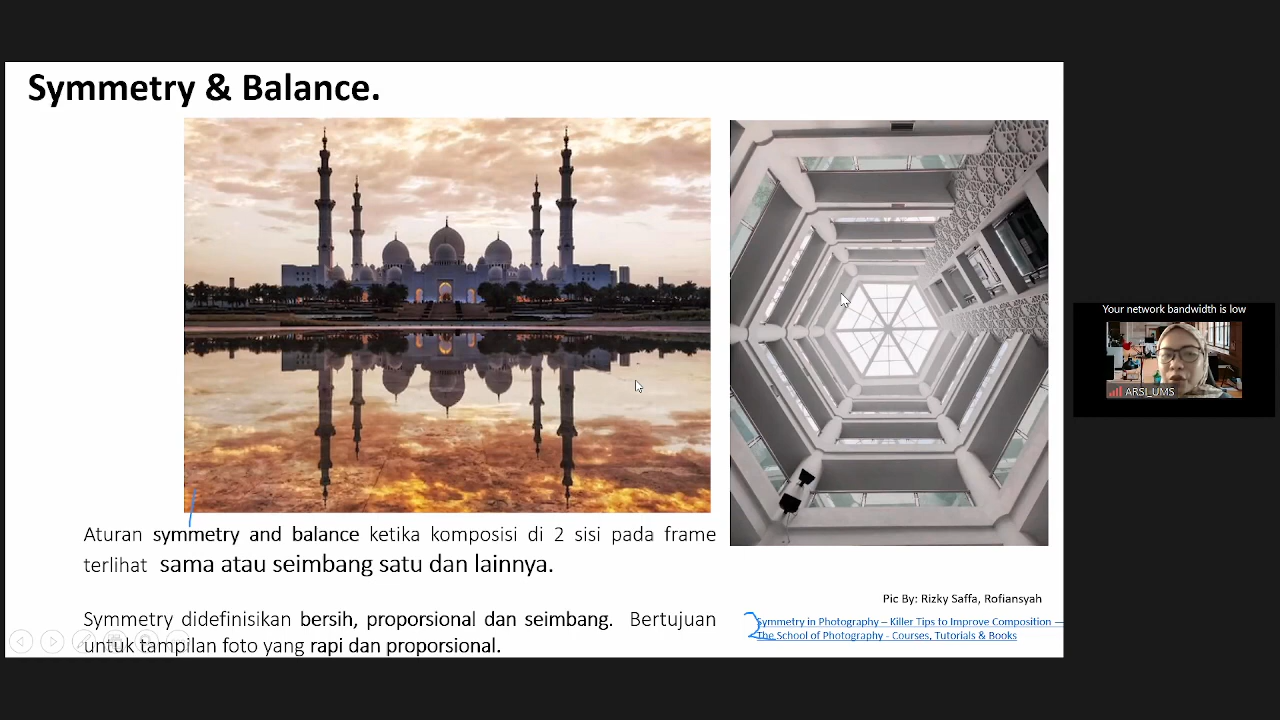 Symmetry & Balance.
Aturan symmetry and balance ketika komposisi di 2 sisi pada frame
terlihat sama atau seimbang satu dan lainnya.
Symmetry didefinisikan bersih, proporsional dan seimbang. Bertujuan
untuk tampilan foto yang rapi dan proporsional.
Pic By: Rizky Saffa, Rofiansyah
Symmetry in Photography – Killer Tips to Improve Composition —
The School of Photography - Courses, Tutorials & Books
Your network bandwidth is low
ARSI_UMS